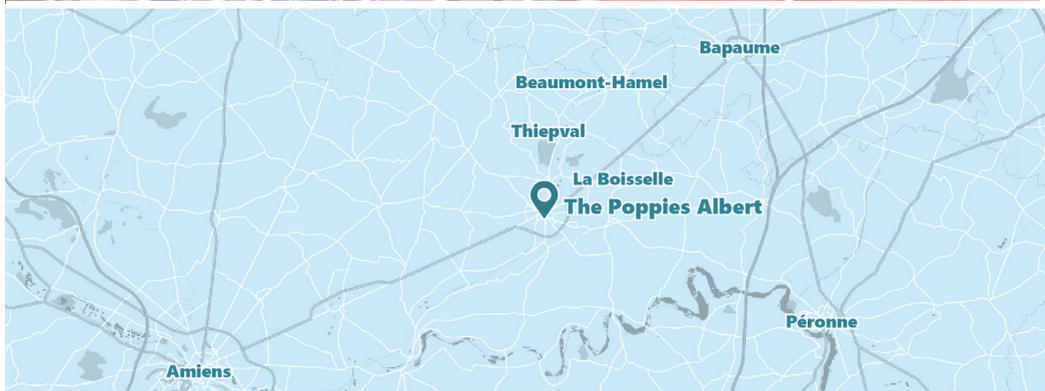 Bapaume
Beaumont-Hamel
Thiepval
La Boisselle
The Poppies Albert
Péronne
Amiens